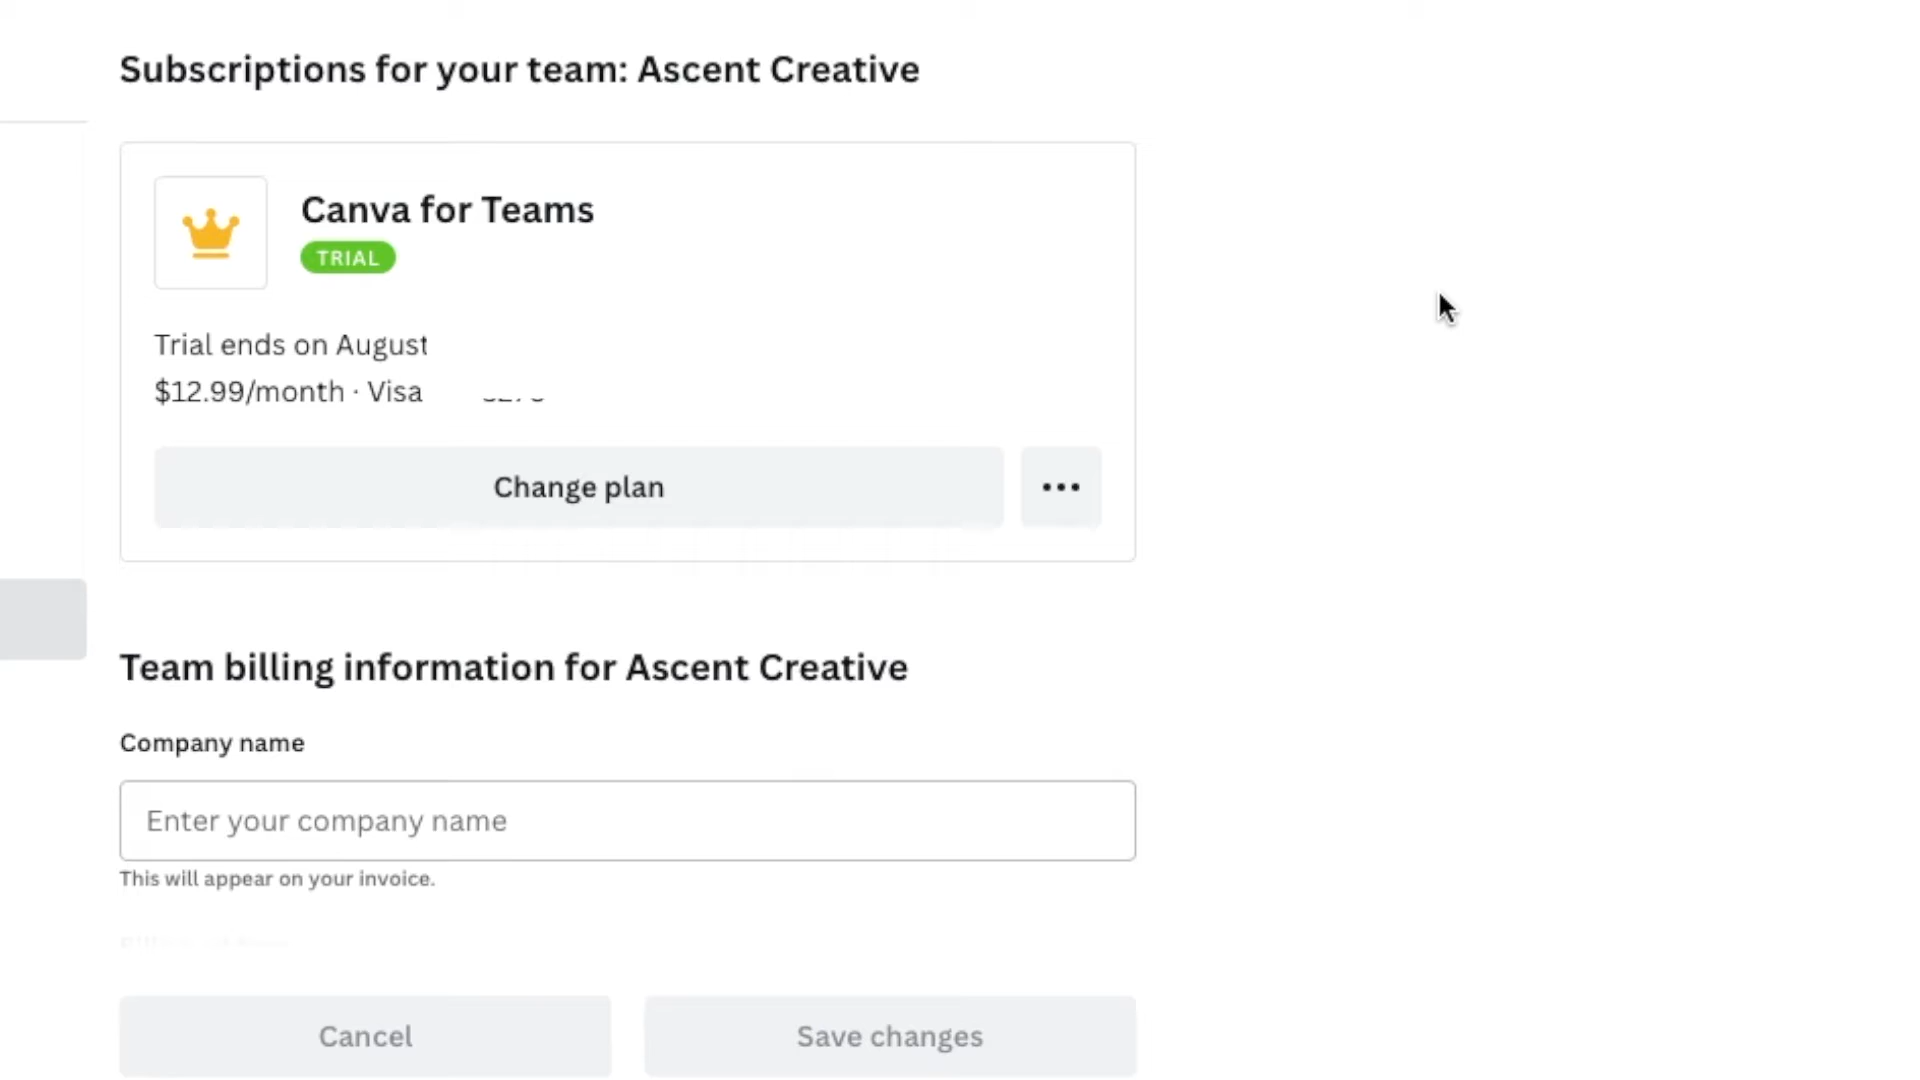 Subscriptions for your team: Ascent Creative
Canva for Teams
TRIAL
Trial ends on August
$12.99/month · Visa
Change plan
Team billing information for Ascent Creative
Company name
Enter your company name
This will appear on your invoice.
Cancel
Save changes